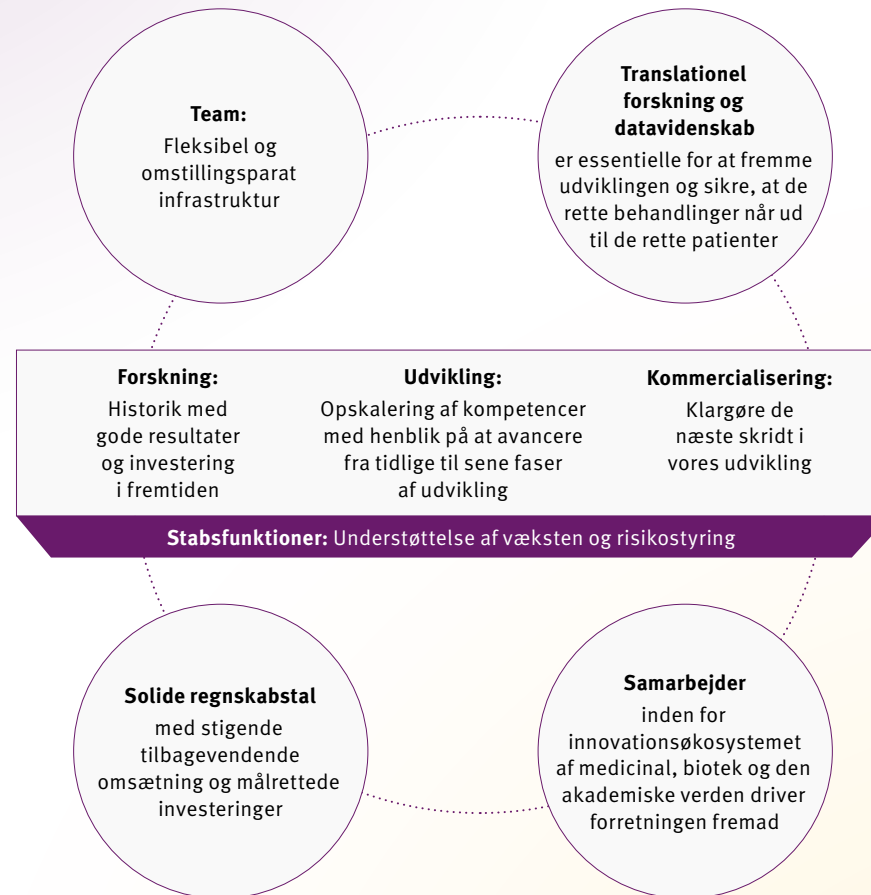 Team:
Fleksibel og
omstillingsparat
infrastruktur
Translationel
forskning og
datavidenskab
er essentielle for at fremme
udviklingen og sikre, at de
rette behandlinger når ud
til de rette patienter
Forskning:
Historik med
gode resultater
og investering
i fremtiden
Udvikling:
Opskalering af kompetencer
med henblik på at avancere
fra tidlige til sene faser
af udvikling
Kommercialisering:
Klargøre de
næste skridt i
vores udvikling
Stabsfunktioner: Understøttelse af væksten og risikostyring
Solide regnskabstal
med stigende
tilbagevendende
omsætning og målrettede
investeringer
Samarbejder
inden for
innovationsøkosystemet
af medicinal, biotek og den
akademiske verden driver
forretningen fremad